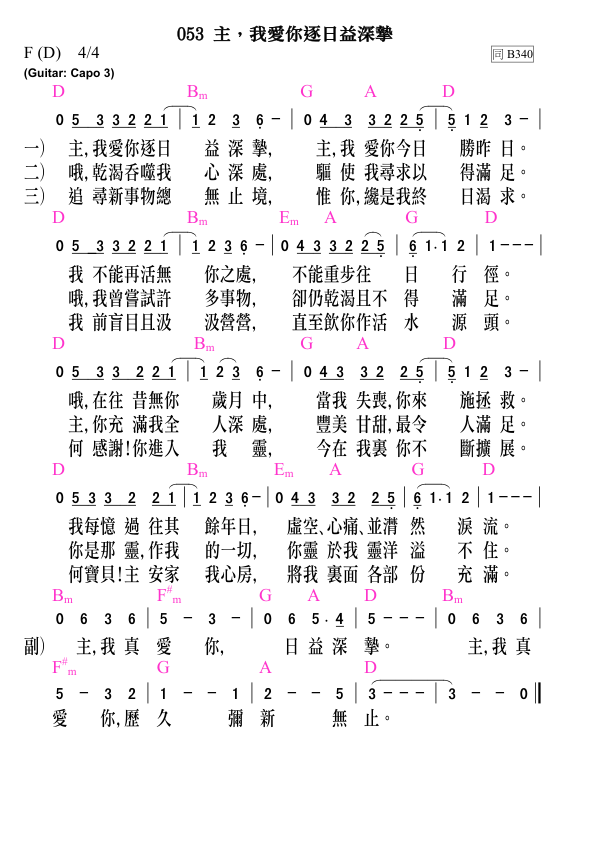 053 主，我愛你逐日益深摯
F (D) 4/4
同 B340
(Guitar: Capo 3)
D Bm G A D
0 5 3 3 2 2 1 | 1 2 3 6 － | 0 4 3 3 2 2 5 | 5 1 2 3 － |
一） 主,我愛你逐日 益 深 摯, 主,我 愛你今日 勝昨 日。
二） 哦,乾渴吞噬我 心 深 處, 驅 使 我尋求以 得滿 足。
三） 追 尋新事物總 無 止 境, 惟 你,纔是我終 日渴 求。
D Bm Em A G D
0 5 3 3 2 2 1 | 1 2 3 6 － | 0 4 3 3 2 2 5 | 6 1 · 1 2 | 1 － － － |
我 不能再活無 你之處, 不能重步往 日 行 徑。
哦,我曾嘗試許 多事物, 卻仍乾渴且不 得 滿 足。
我 前盲目且汲 汲營營, 直至飲你作活 水 源 頭。
D Bm G A D
0 5 3 3 2 2 1 | 1 2 3 6 － | 0 4 3 3 2 2 5 | 5 1 2 3 － |
哦,在往 昔無你 歲月 中, 當我 失喪,你來 施拯 救。
主,你充 滿我全 人深 處, 豐美 甘甜,最令 人滿 足。
何 感謝!你進入 我 靈, 今在 我裏 你不 斷擴 展。
D Bm Em A G D
0 5 3 3 2 2 1 | 1 2 3 6 － | 0 4 3 3 2 2 5 | 6 1 · 1 2 | 1 － － － |
我每憶 過 往其 餘年日, 虛空、心痛、並潸 然 淚 流。
你是那 靈,作我 的一切, 你靈 於我 靈洋 溢 不 住。
何寶貝!主 安家 我心房, 將我 裏面 各部 份 充 滿。
Bm F#m G A D Bm
0 6 3 6 | 5 － 3 － | 0 6 5 · 4 | 5 － － － | 0 6 3 6 |
副） 主,我 真 愛 你, 日 益 深 摯。 主,我 真
F#m G A D
5 － 3 2 | 1 － － 1 | 2 － － 5 | 3 － － － | 3 － － 0 ‖
愛 你,歷 久 彌 新 無 止。